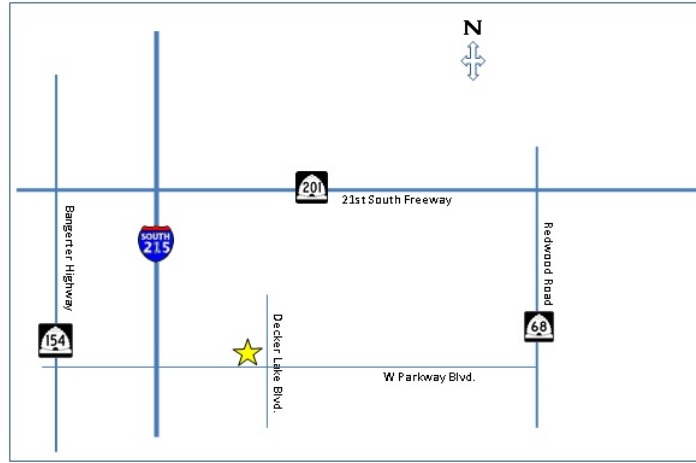 N
201
21st South Freeway
Bangerter Highway
SOUTH
215
Redwood Road
154
68
Decker Lake Blvd.
W Parkway Blvd.